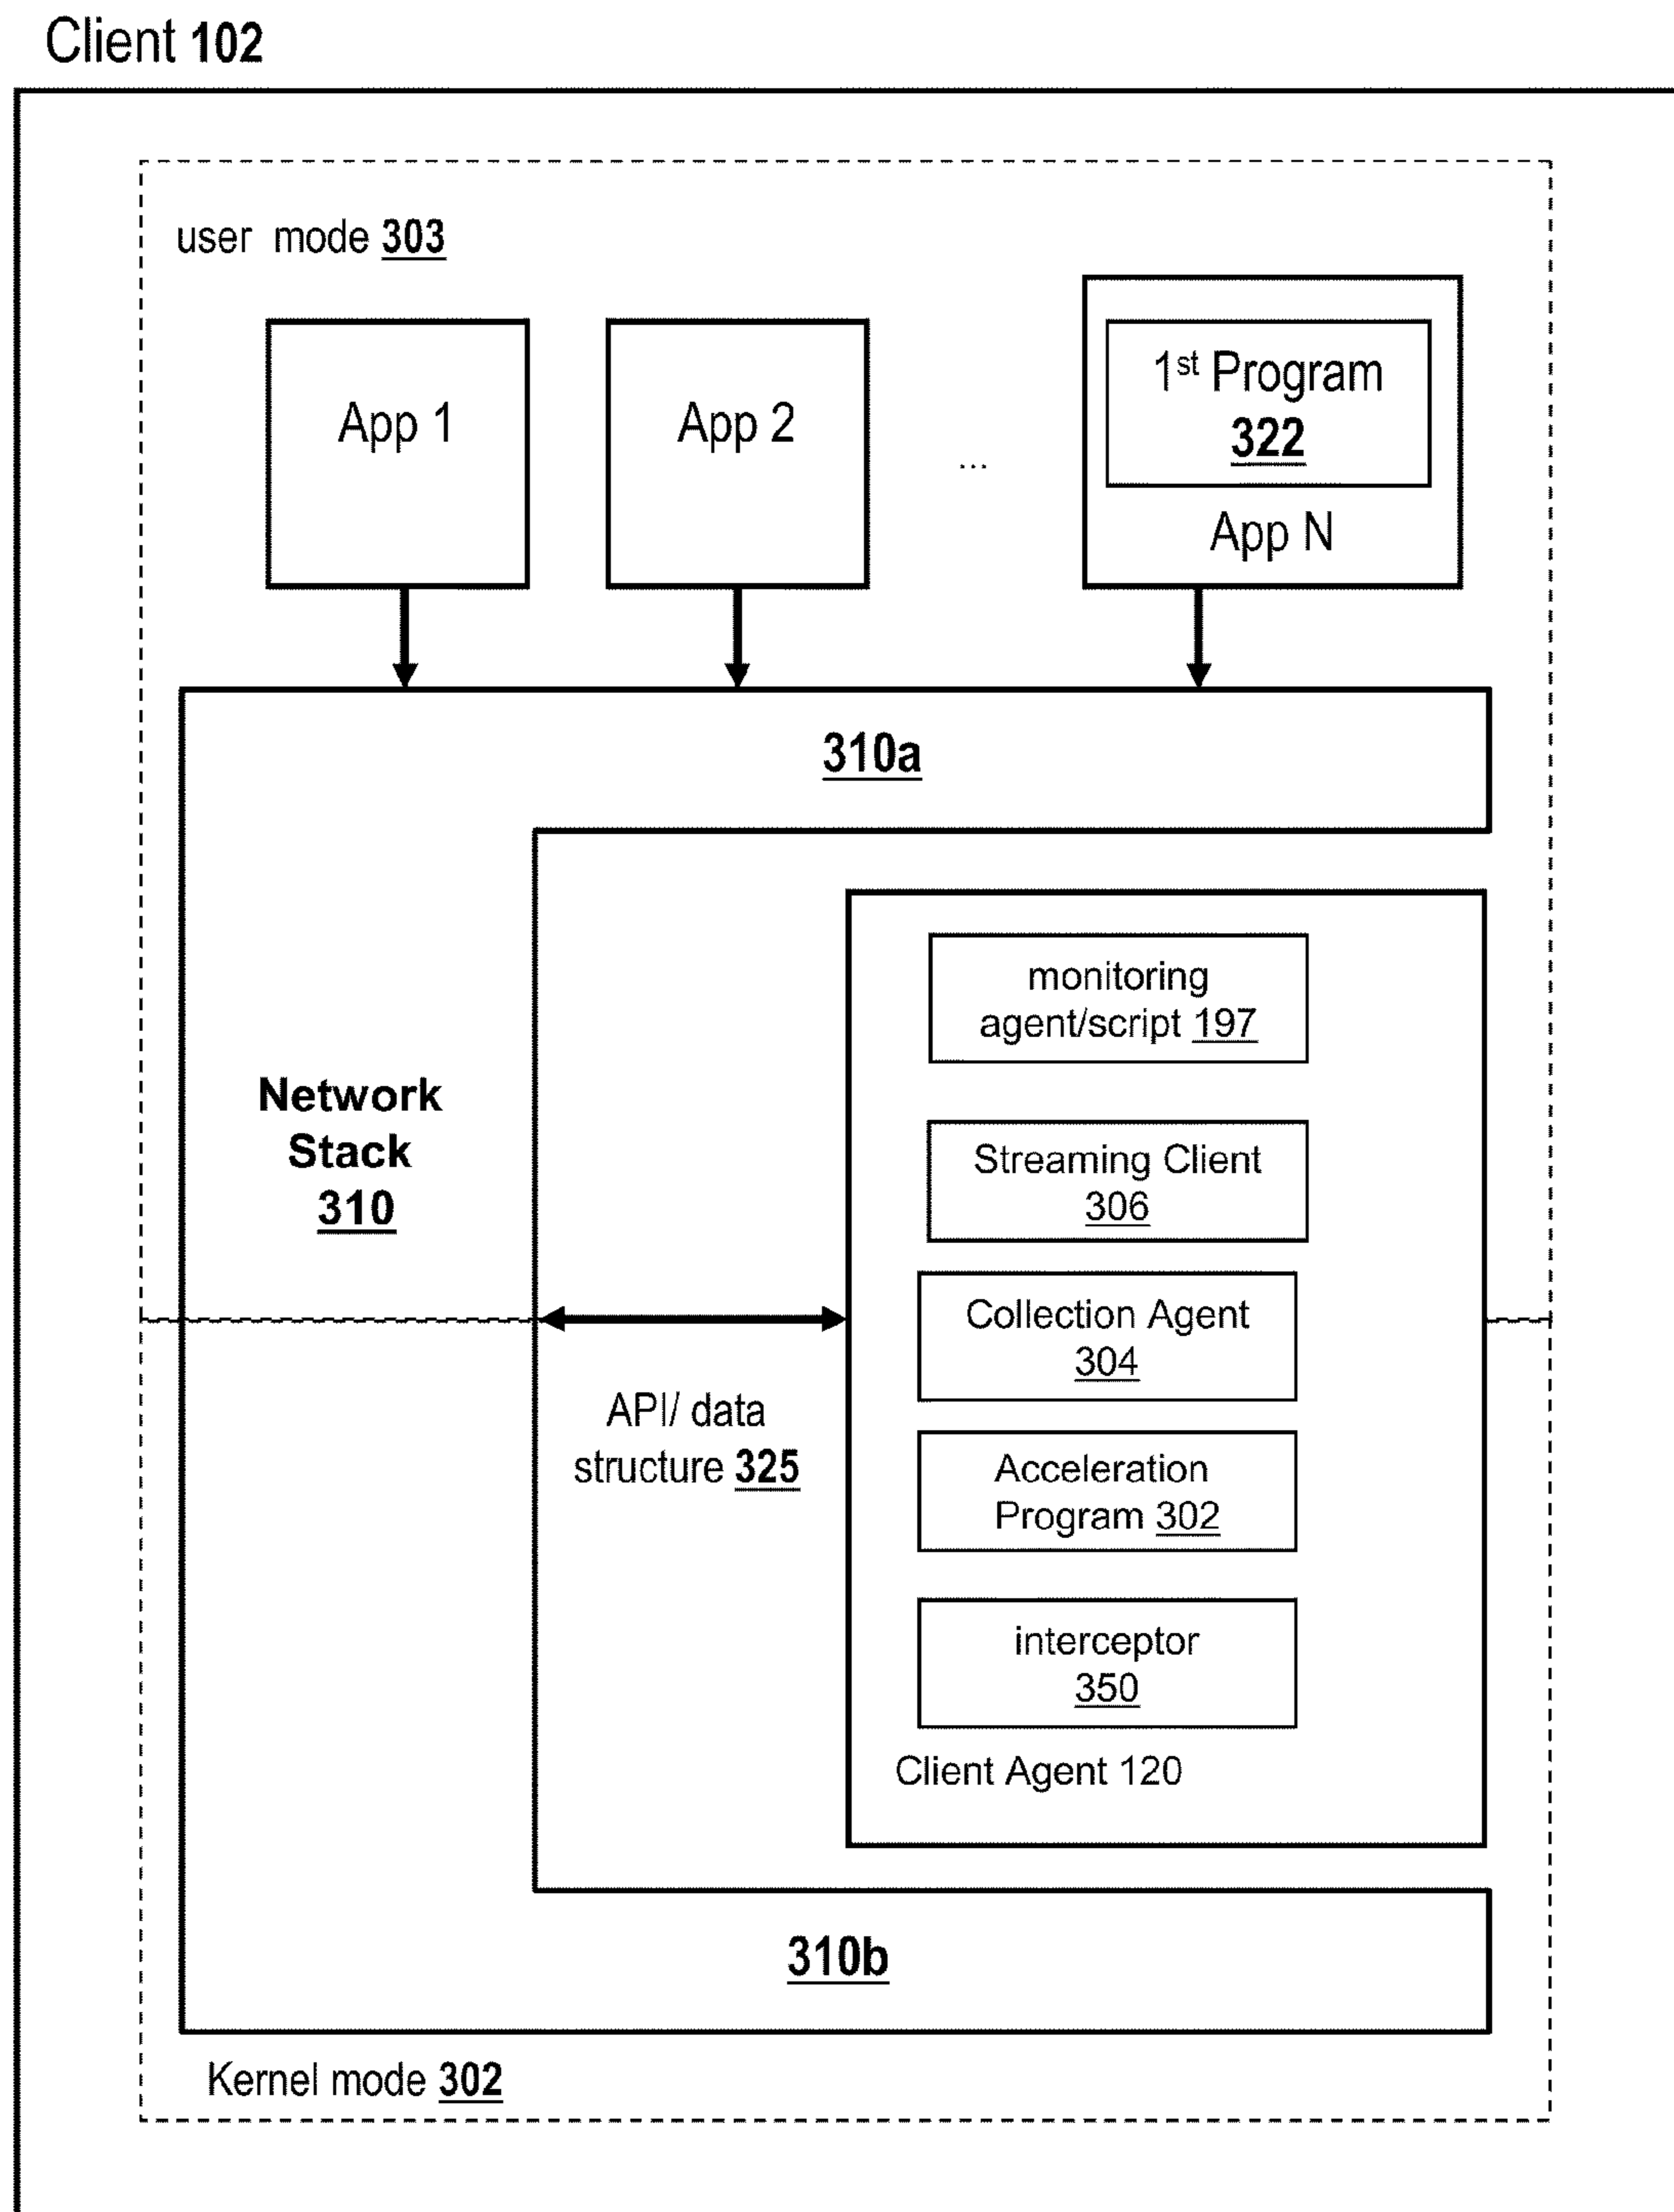 Client 102
user mode 303
App 1
App 2
...
1st Program
322
App N
310a
monitoring
agent/script 197
Network
Stack
310
Streaming Client
306
Collection Agent
304
API/ data
structure 325
Acceleration
Program 302
interceptor
350
Client Agent 120
310b
Kernel mode 302